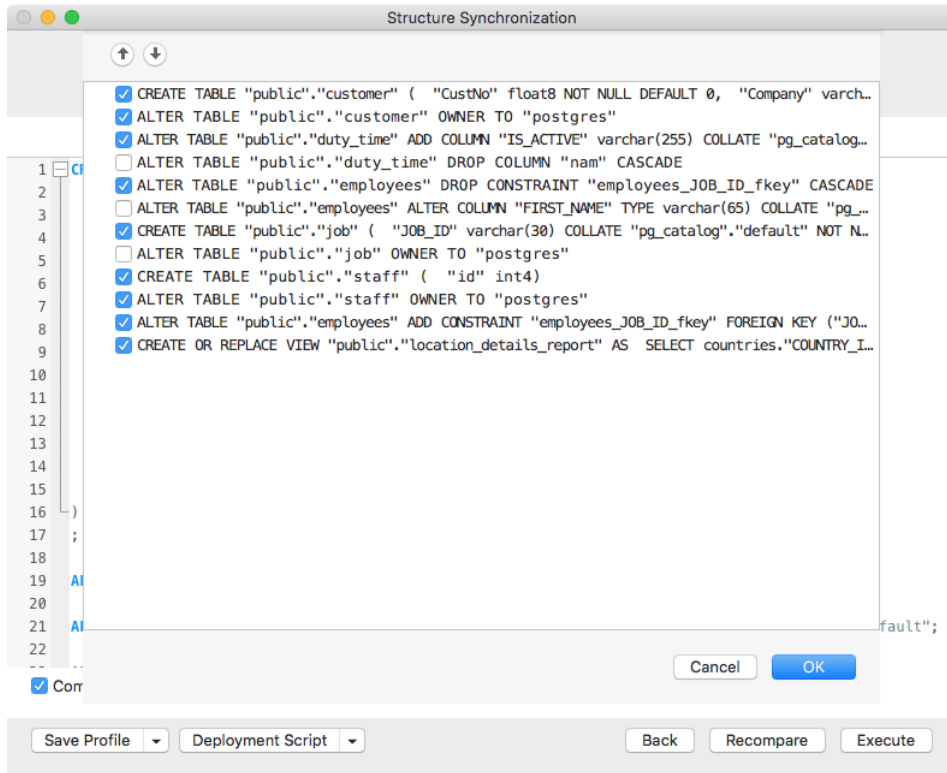 Structure Synchronization
CREATE TABLE "public"."customer" ( "CustNo" float8 NOT NULL DEFAULT 0, "Company" varch…
ALTER TABLE "public"."customer" OWNER TO "postgres"
ALTER TABLE "public"."duty_time" ADD COLUMN "IS_ACTIVE" varchar(255) COLLATE "pg_catalog…
ALTER TABLE "public"."duty_time" DROP COLUMN "nam" CASCADE
ALTER TABLE "public"."employees" DROP CONSTRAINT "employees_JOB_ID_fkey" CASCADE
ALTER TABLE "public"."employees" ALTER COLUMN "FIRST_NAME" TYPE varchar(65) COLLATE "pg_…
CREATE TABLE "public"."job" ( "JOB_ID" varchar(30) COLLATE "pg_catalog"."default" NOT N…
ALTER TABLE "public"."job" OWNER TO "postgres"
CREATE TABLE "public"."staff" ( "id" int4)
ALTER TABLE "public"."staff" OWNER TO "postgres"
ALTER TABLE "public"."employees" ADD CONSTRAINT "employees_JOB_ID_fkey" FOREIGN KEY ("JO…
CREATE OR REPLACE VIEW "public"."location_details_report" AS SELECT countries."COUNTRY_I…
1
2
3
4
5
6
7
8
9
10
11
12
13
14
15
16 )
17 ;
18
19
20
21 fault";
22
Com
Cancel OK
Save Profile Deployment Script Back Recompare Execute